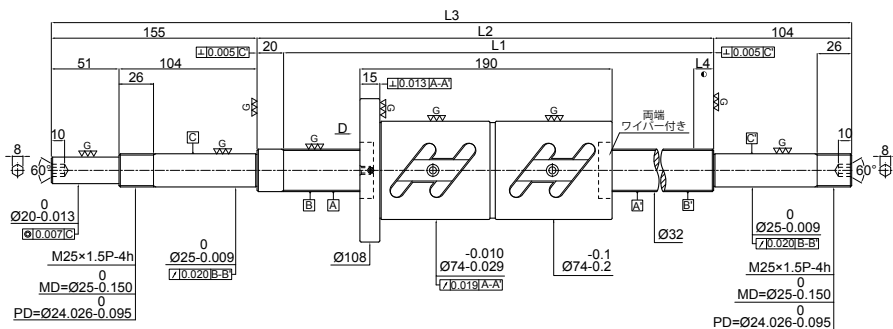 L3
155 L2 104
⊥ 0.005 C' 20 L1 ⊥ 0.005 C'
51 104 15 190 L4 26
26 ⊥ 0.013 A-A'
G G G G G
両端
ワイパー付き
10 G C G G D C' G 10
8 8
60° 60°
B A A' B'
0
Ø20-0.013
◎ 0.007 C
0
Ø25-0.009
0.020 B-B'
Ø108
-0.010
Ø74-0.029
0.019 A-A'
-0.1
Ø74-0.2
Ø32
0
Ø25-0.009
0.020 B-B'
M25×1.5P-4h
0
MD=Ø25-0.150
0
PD=Ø24.026-0.095
M25×1.5P-4h
0
MD=Ø25-0.150
0
PD=Ø24.026-0.095